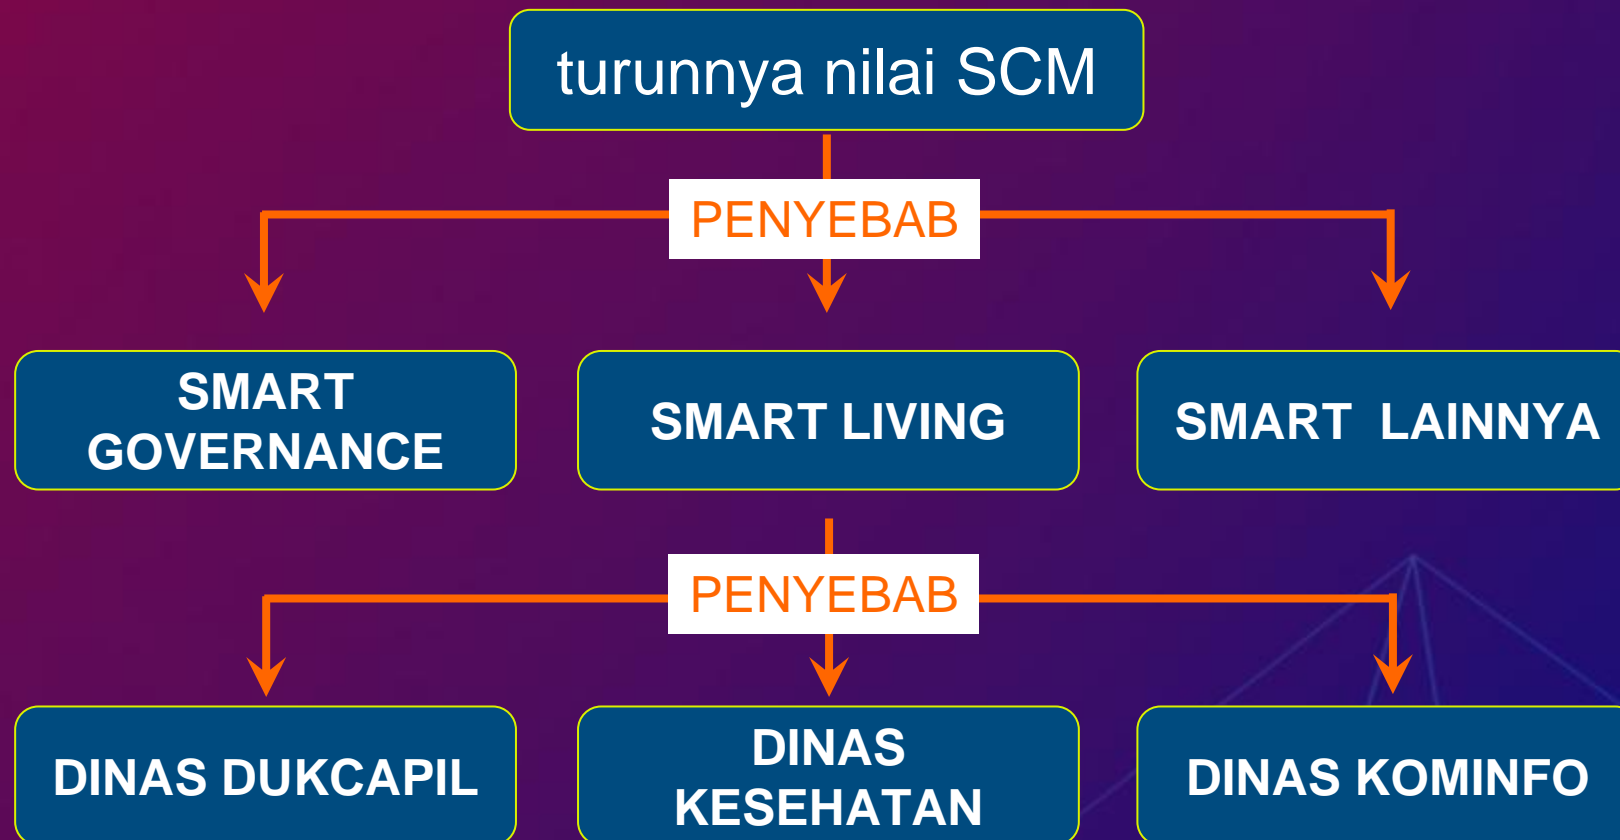 turunnya nilai SCM
PENYEBAB
SMART
GOVERNANCE
SMART LIVING
SMART LAINNYA
PENYEBAB
DINAS DUKCAPIL
DINAS
KESEHATAN
DINAS KOMINFO